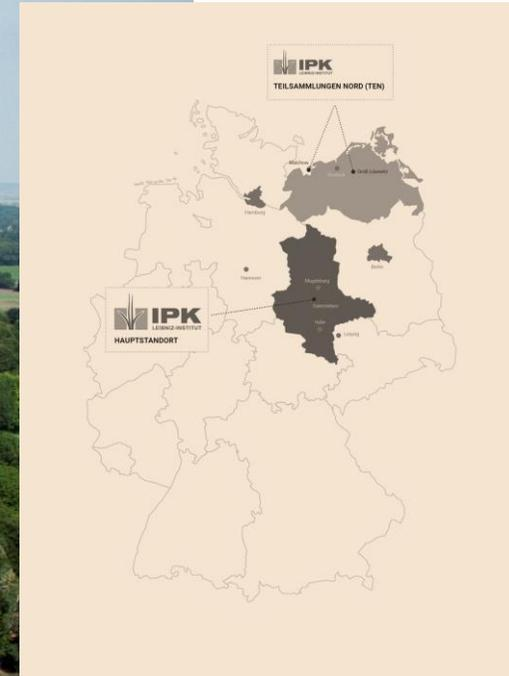 IPK
LEIBNIZ-INSTITUT
TEILSAMMLUNGEN NORD (TEN)
Malchow
Rostock
Groß Lüsewitz
Hamburg
Berlin
Hannover
Magdeburg
Gatersleben
Halle
Leipzig
IPK
LEIBNIZ-INSTITUT
HAUPTSTANDORT